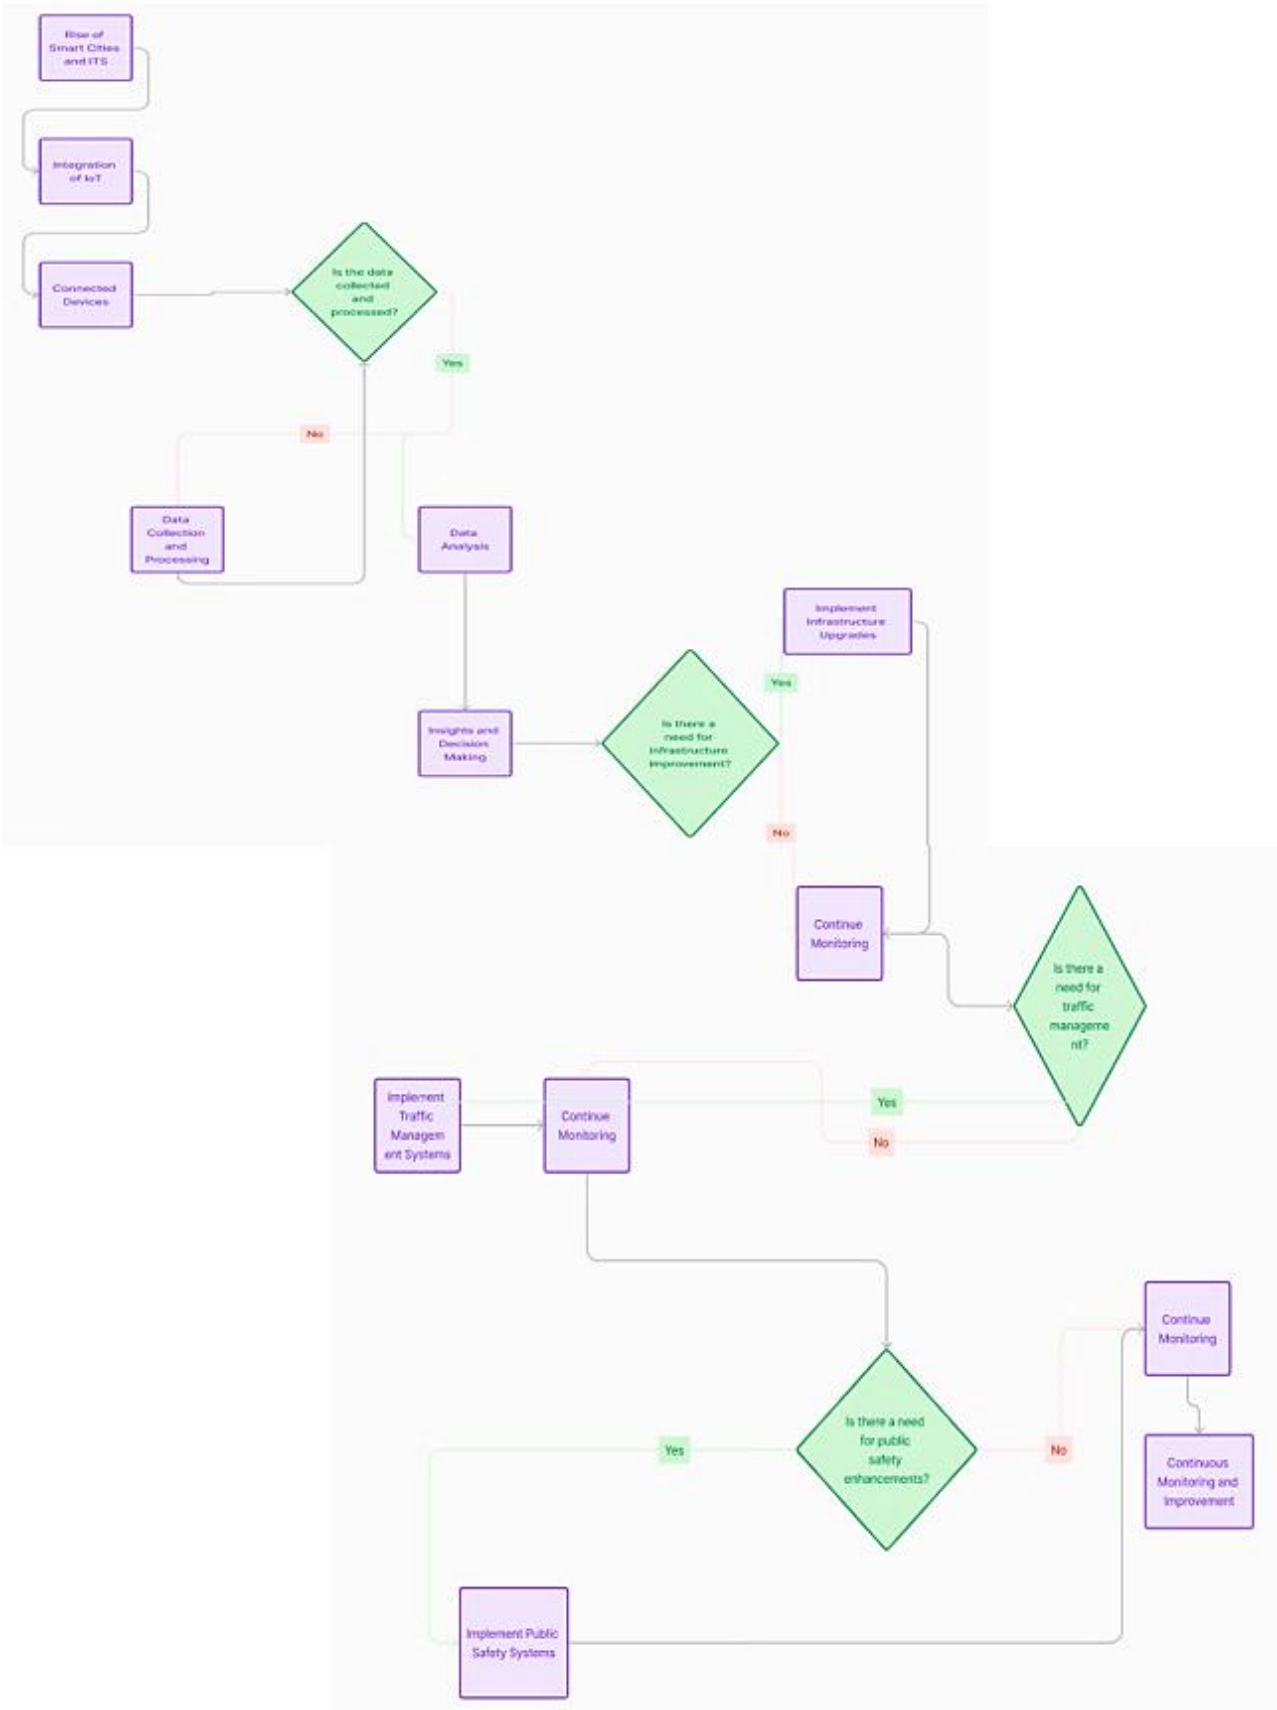 Rise of
Smart Cities
and ITS
Integration
of IoT
Connected
Devices
Is the data
collected
and
processed?
Yes
No
Data
Collection
and
Processing
Data
Analysis
Implement
Infrastructure
Upgrades
Yes
Insights and
Decision
Making
Is there a
need for
infrastructure
improvement?
No
Continue
Monitoring
Is there a
need for
traffic
manageme
nt?
Implement
Traffic
Managem
ent Systems
Continue
Monitoring
Yes
No
Continue
Monitoring
Is there a need
for public
safety
enhancements?
Yes
No
Continuous
Monitoring and
Improvement
Implement Public
Safety Systems